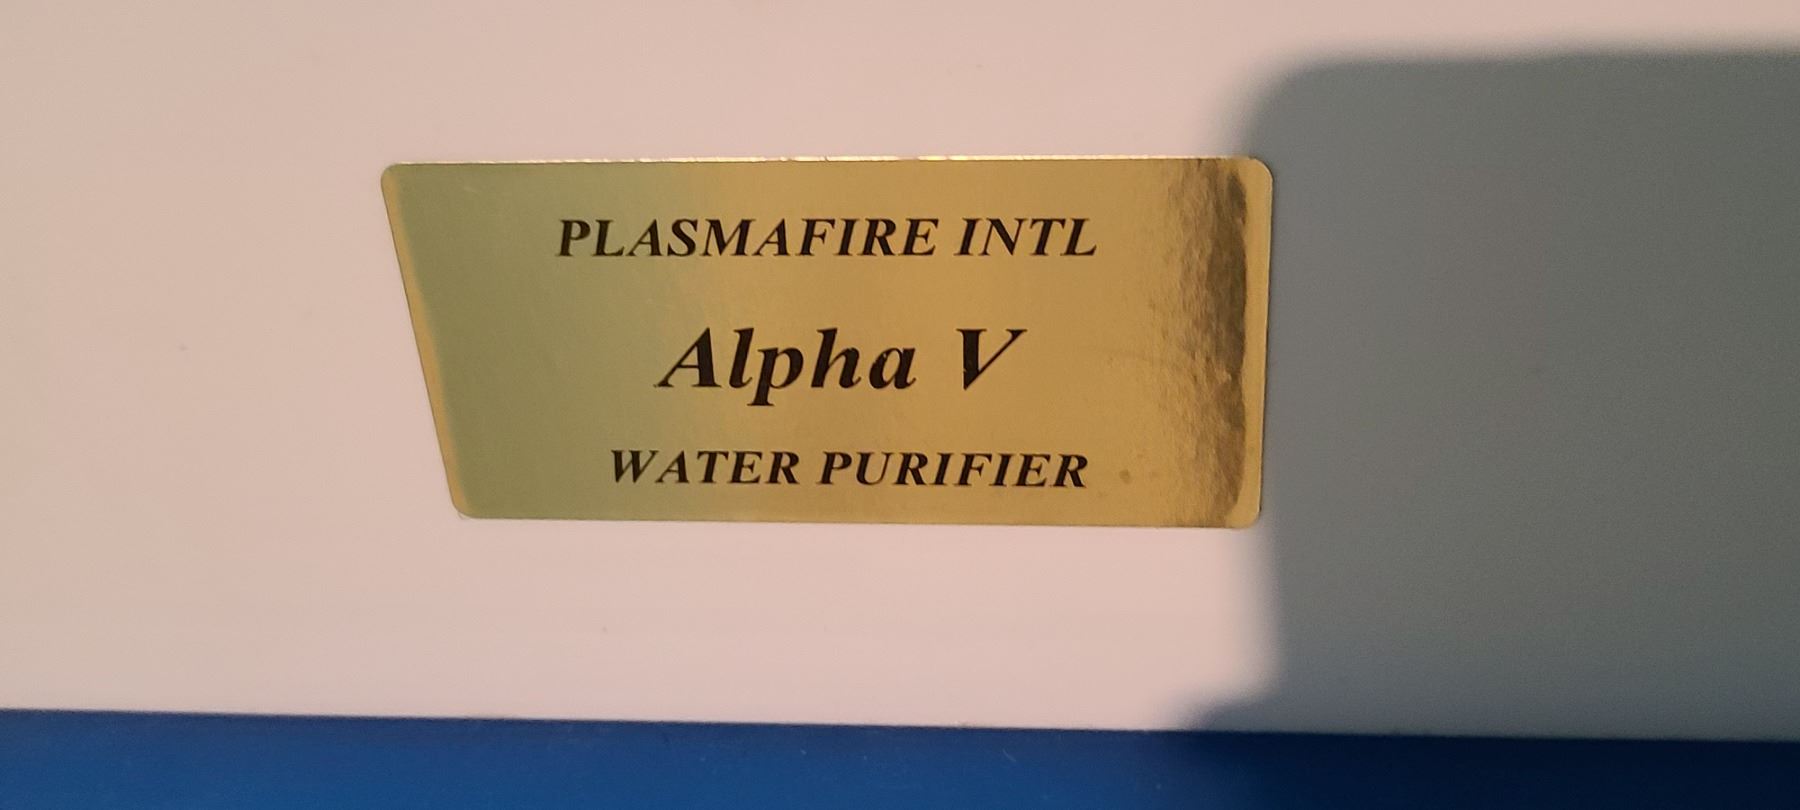 PLASMAFIRE INTL
Alpha V
WATER PURIFIER